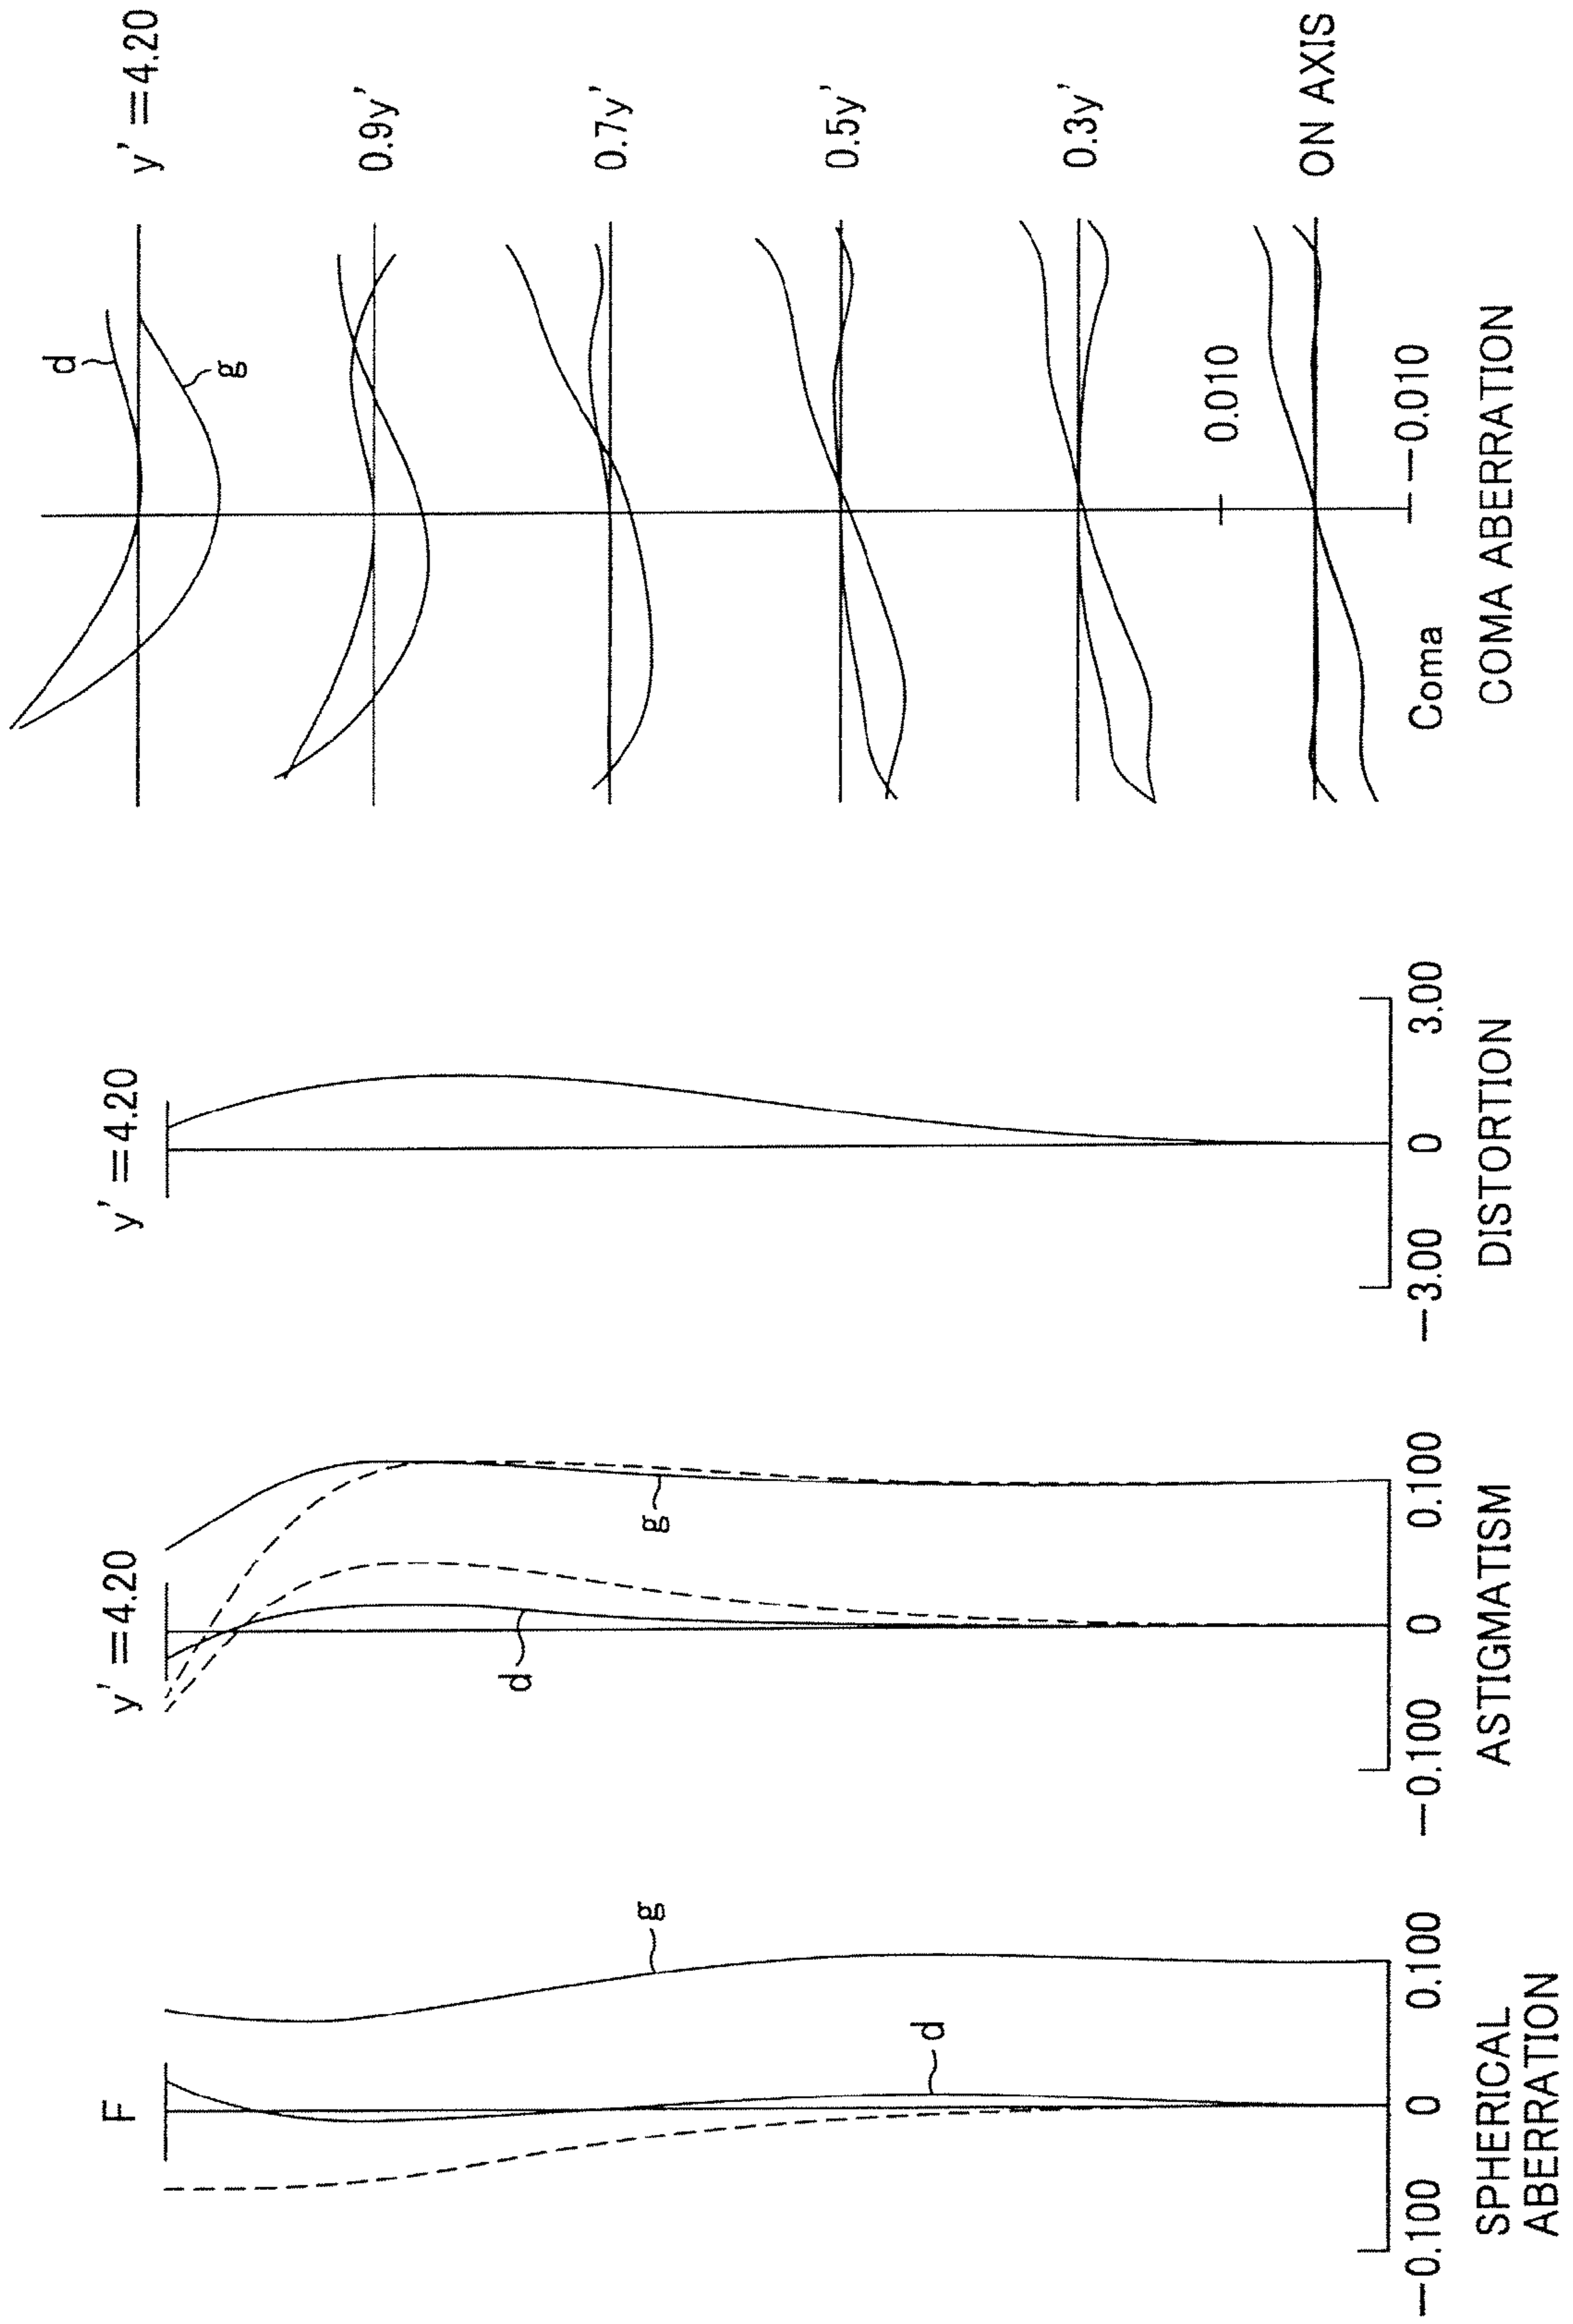 F
g
d
—0.100
0
0.100
SPHERICAL
ABERRATION
y' =4.20
g
d
—0.100
0
0.100
ASTIGMATISM
y' =4.20
—3.00
0
3.00
DISTORTION
d
g
y' =4.20
0.9y'
0.7y'
0.5y'
0.3y'
0.010
ON AXIS
—0.010
Coma
COMA ABERRATION